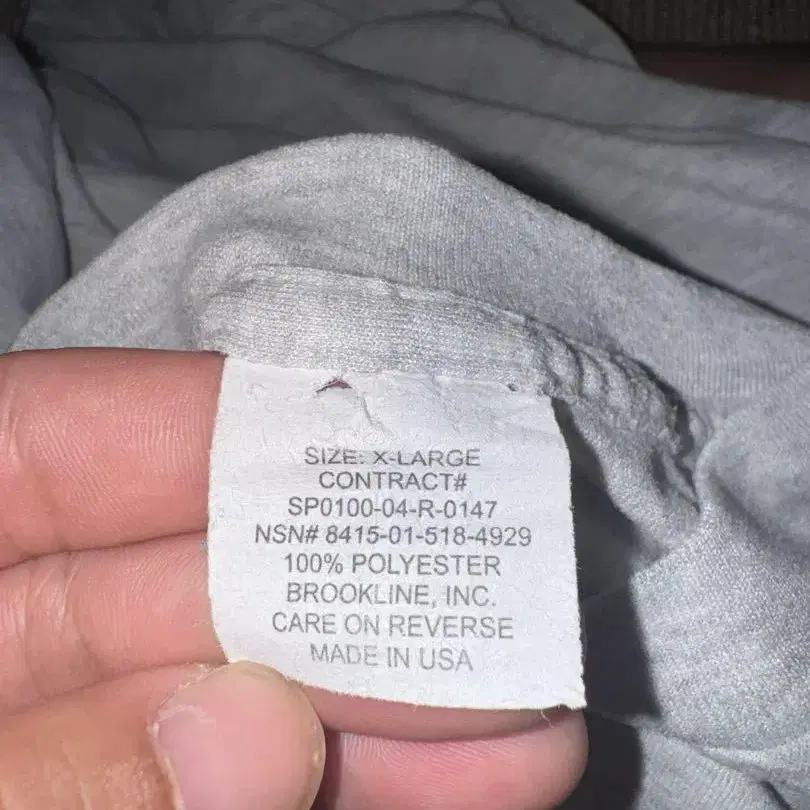 SIZE: X-LARGE
CONTRACT#
SP0100-04-R-0147
NSN# 8415-01-518-4929
100% POLYESTER
BROOKLINE, INC.
CARE ON REVERSE
MADE IN USA